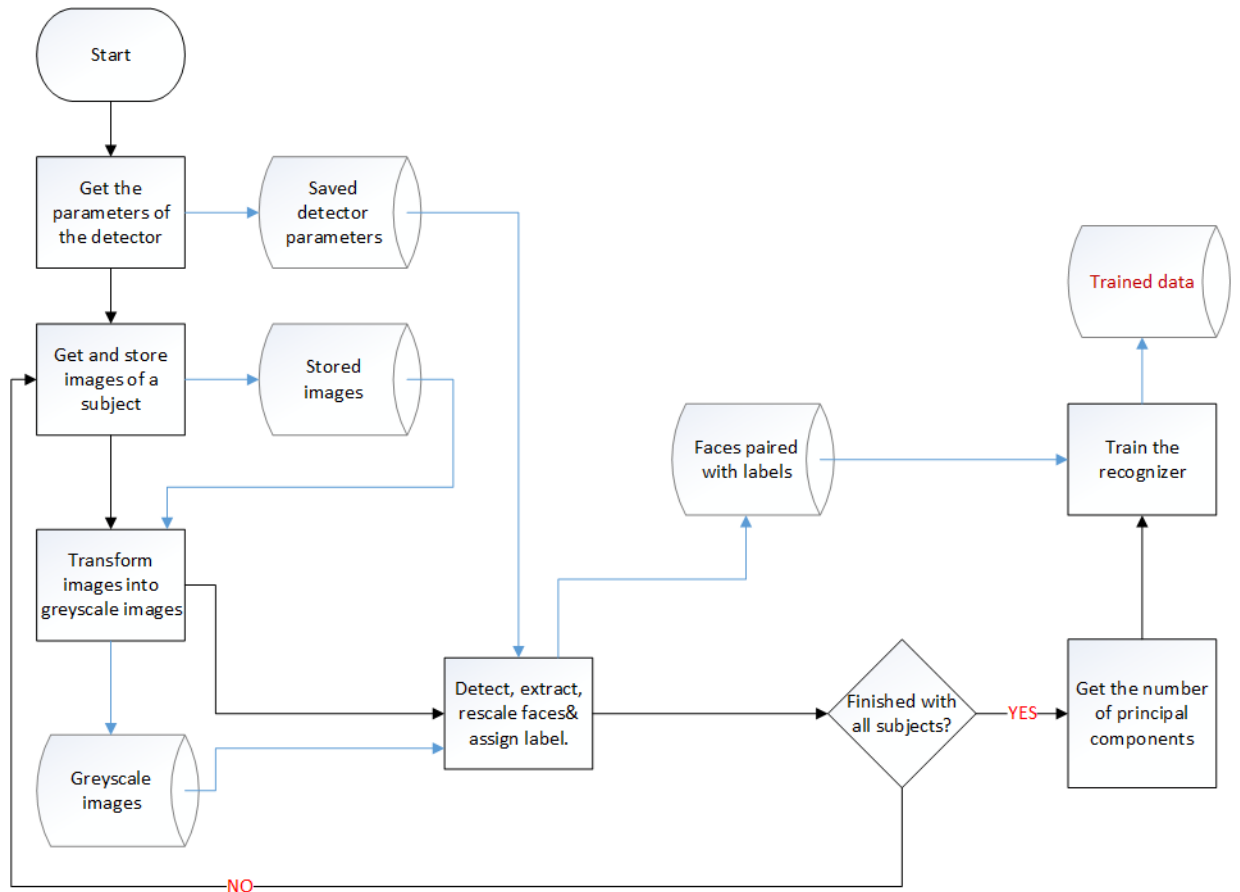 Start
Get the
parameters of
the detector
Saved
detector
parameters
Trained data
Get and store
images of a
subject
Stored
images
Faces paired
with labels
Train the
recognizer
Transform
images into
greyscale images
Detect, extract,
rescale faces&
assign label.
Finished with
all subjects?
YES
Get the number
of principal
components
Greyscale
images
NO